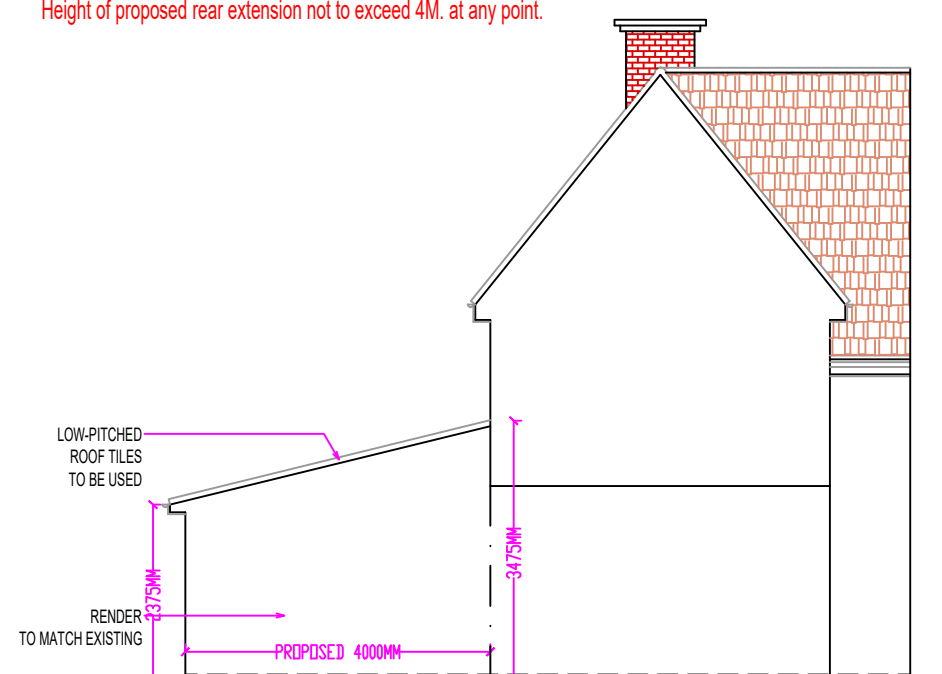 Height of proposed rear extension not to exceed 4M. at any point.
LOW-PITCHED
ROOF TILES
TO BE USED
3475MM
2375MM
RENDER
TO MATCH EXISTING
PROPOSED 4000MM